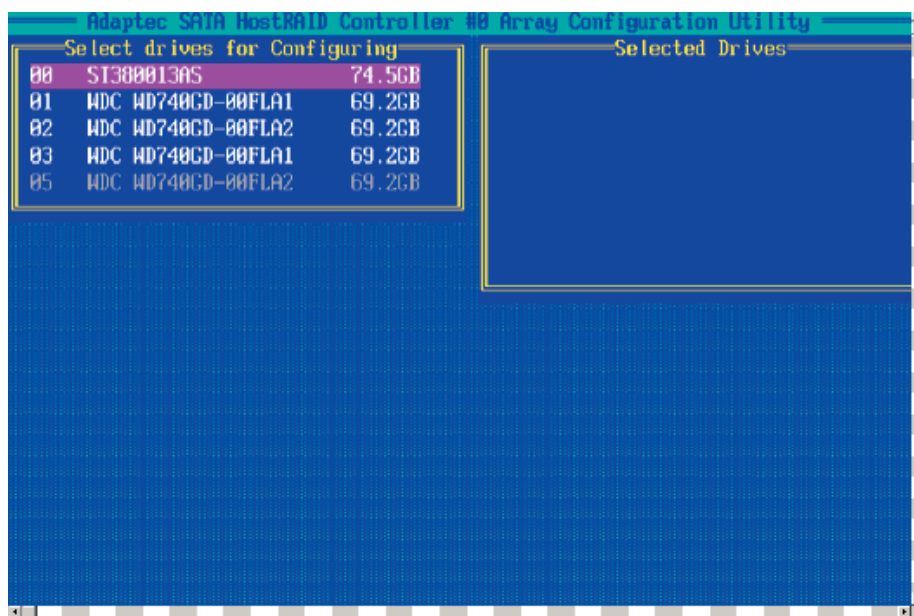 Adaptec SATA HostRAID Controller #0 Array Configuration Utility
Select drives for Configuring
00 ST380013AS 74.5GB
01 WDC WD740GD-00FLA1 69.2GB
02 WDC WD740GD-00FLA2 69.2GB
03 WDC WD740GD-00FLA1 69.2GB
05 WDC WD740GD-00FLA2 69.2GB
Selected Drives